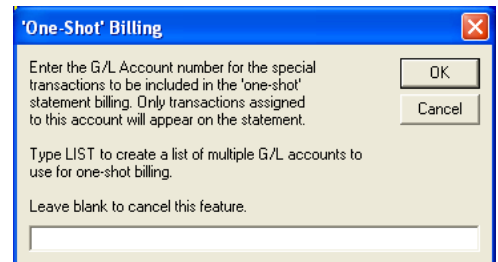 'One-Shot' Billing
Enter the G/L Account number for the special
transactions to be included in the 'one-shot'
statement billing. Only transactions assigned
to this account will appear on the statement.
Type LIST to create a list of multiple G/L accounts to
use for one-shot billing.
Leave blank to cancel this feature.
OK
Cancel